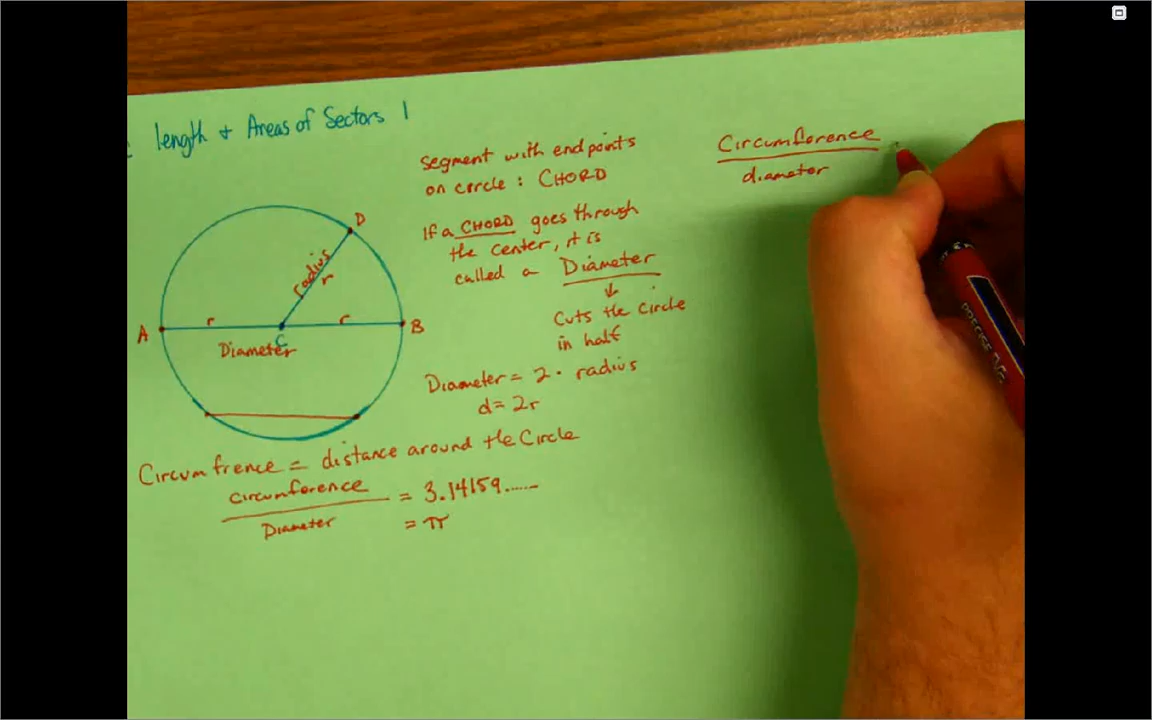 length + Areas of Sectors 1
Segment with endpoints
on circle : CHORD
If a CHORD goes through
the center, it is
called a Diameter
Cuts the Circle
in half
Diameter = 2 · radius
d = 2r
Circumference
diameter
D
radius
r
A
r
C
r
B
Diameter
Circumfrence = distance around the Circle
circumference
Diameter
= 3.14159......
= π
PRECISE V5